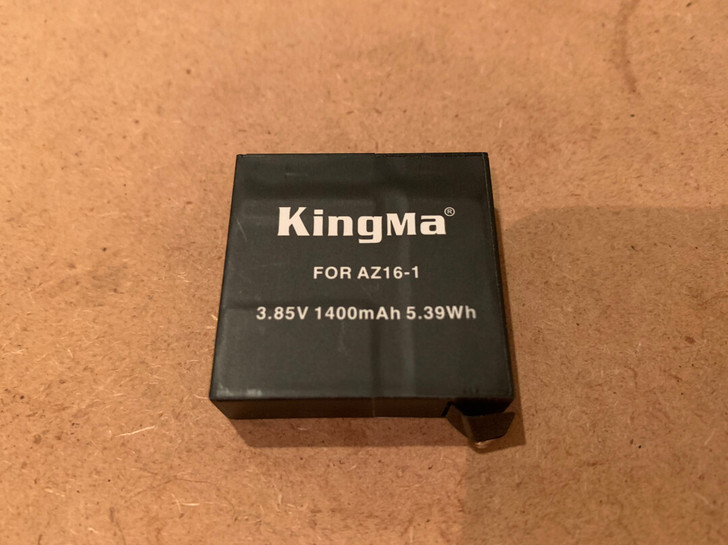 KingMa®
FOR AZ16-1
3.85V 1400mAh 5.39Wh